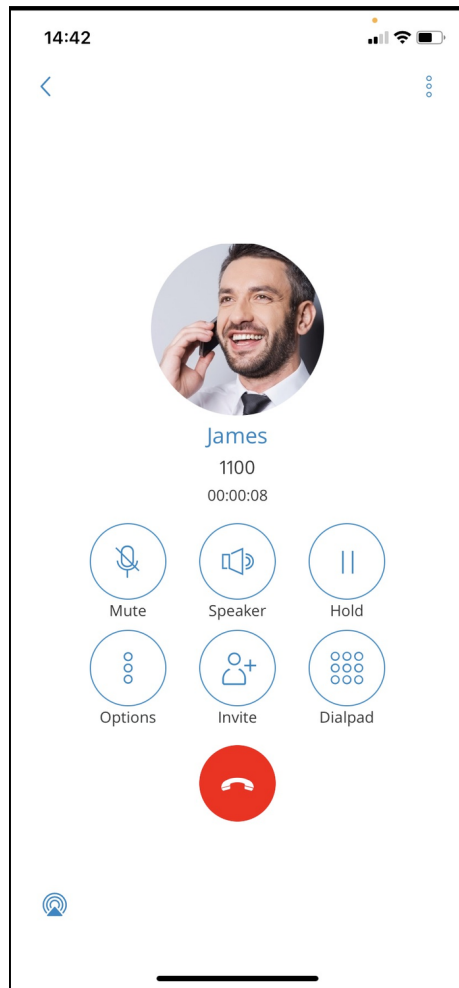 14:42
James
1100
00:00:08
Mute Speaker Hold
Options Invite Dialpad